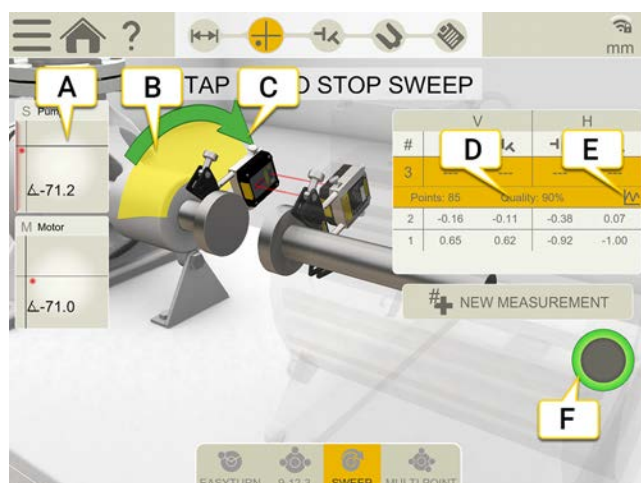 ?
mm
TAP D STOP SWEEP
A
B
C
S Pum
∡-71.2
M Motor
∡-71.0
V H
#
D
E
3 --- --- --- ---
Points: 85 Quality: 90%
2 -0.16 -0.11 -0.38 0.07
1 0.65 0.62 -0.92 -1.00
# NEW MEASUREMENT
F
EASYTURN 9-12-3 SWEEP MULTI POINT